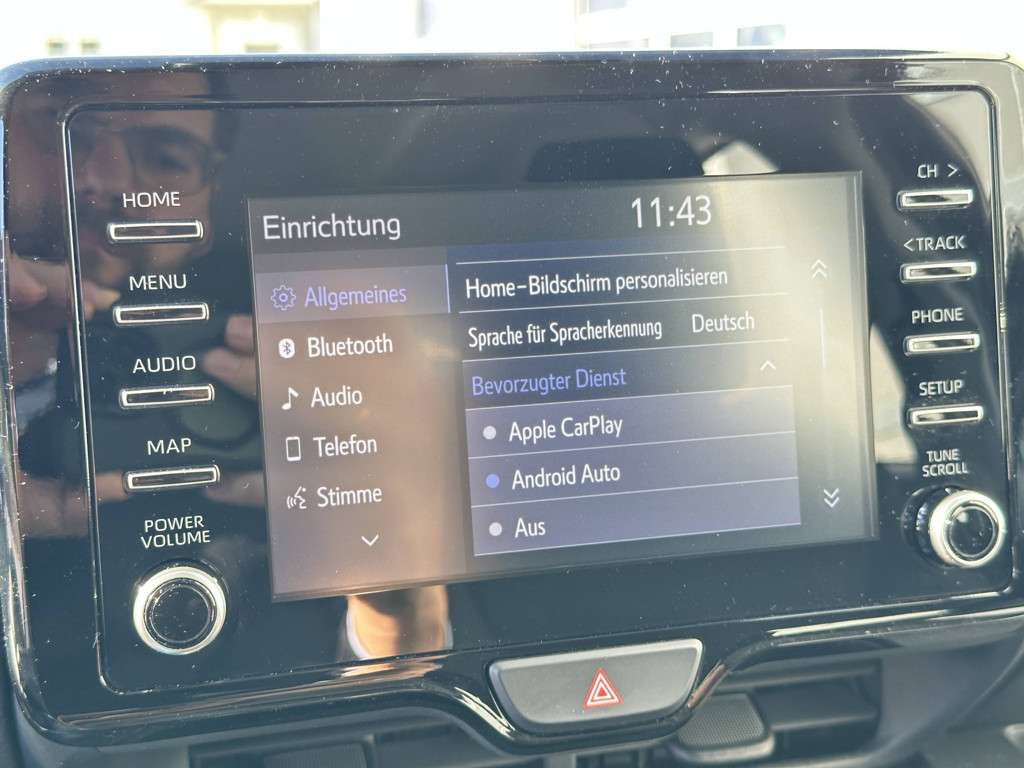 HOME
MENU
AUDIO
MAP
POWER
VOLUME
Einrichtung
11:43
Allgemeines
Bluetooth
Audio
Telefon
Stimme
Home-Bildschirm personalisieren
Sprache für Spracherkennung Deutsch
Bevorzugter Dienst
Apple CarPlay
Android Auto
Aus
CH >
<TRACK
PHONE
SETUP
TUNE
SCROLL